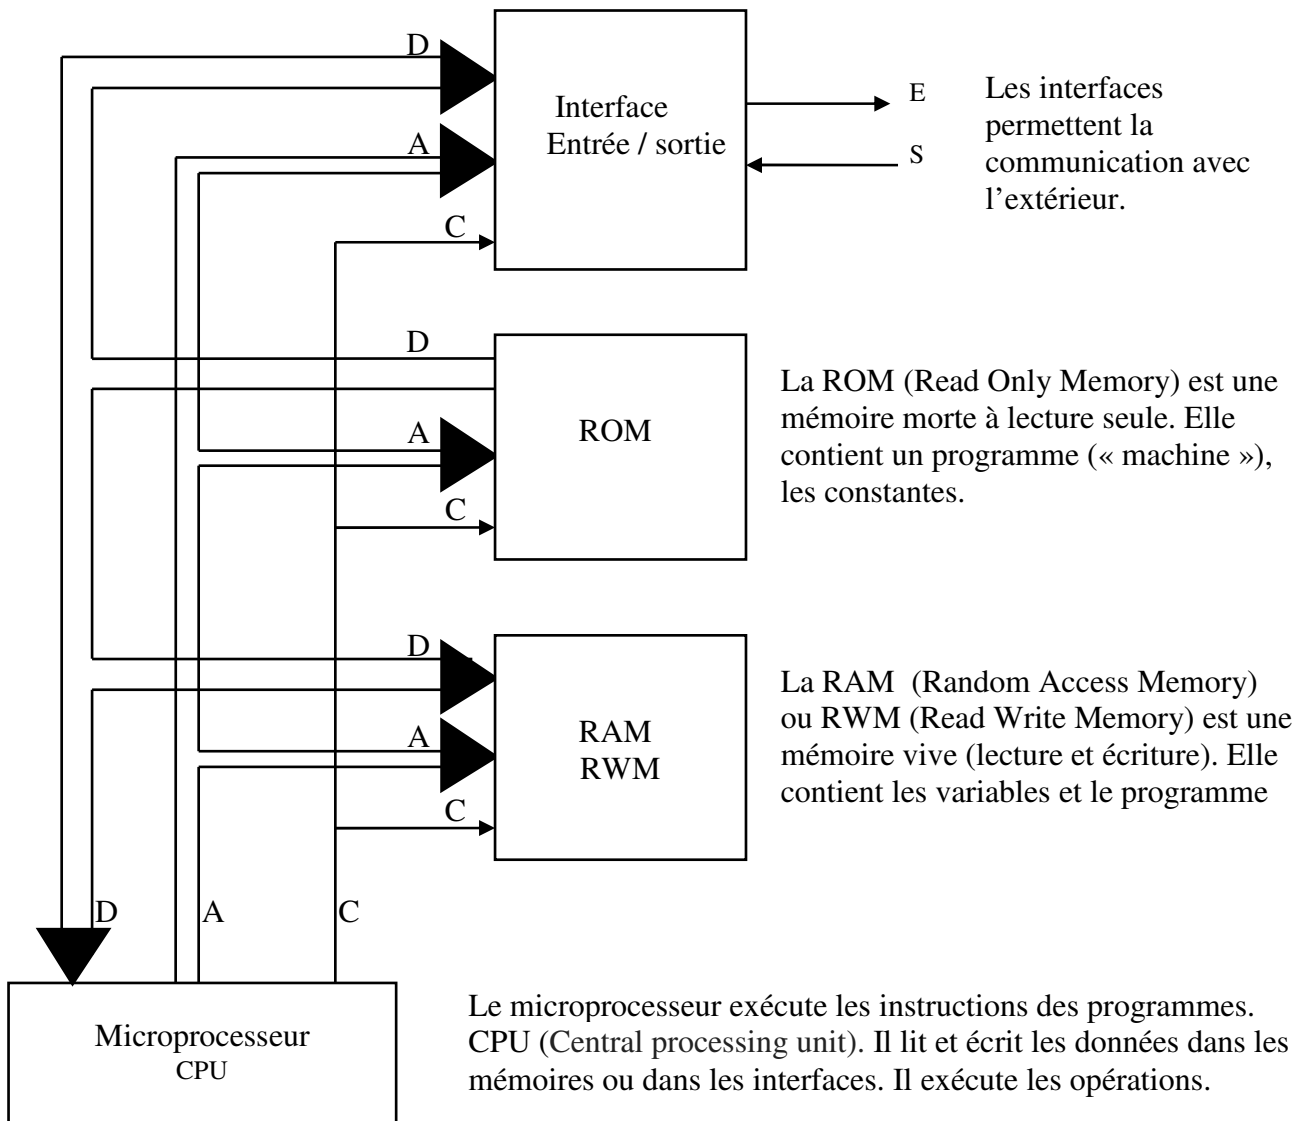 D
Interface
Entrée / sortie
E
S
Les interfaces
permettent la
communication avec
l’extérieur.
A
C
D
ROM
A
C
La ROM (Read Only Memory) est une
mémoire morte à lecture seule. Elle
contient un programme (« machine »),
les constantes.
D
RAM
RWM
A
C
La RAM (Random Access Memory)
ou RWM (Read Write Memory) est une
mémoire vive (lecture et écriture). Elle
contient les variables et le programme
D
A
C
Microprocesseur
CPU
Le microprocesseur exécute les instructions des programmes.
CPU (Central processing unit). Il lit et écrit les données dans les
mémoires ou dans les interfaces. Il exécute les opérations.